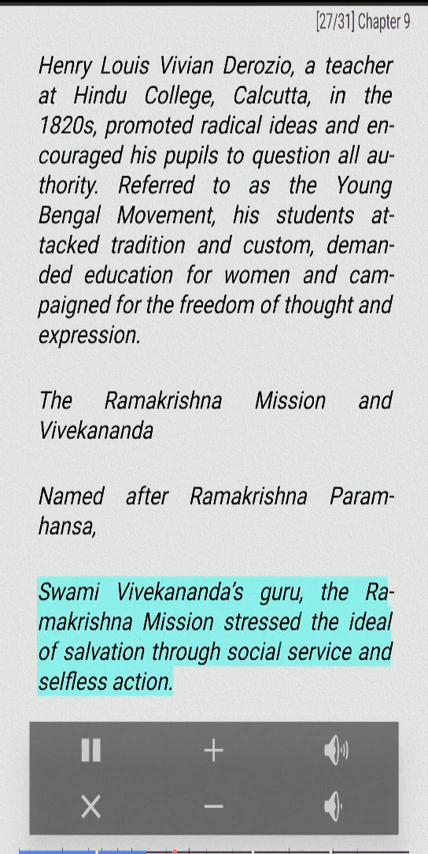 [27/31] Chapter 9
Henry Louis Vivian Derozio, a teacher
at Hindu College, Calcutta, in the
1820s, promoted radical ideas and en-
couraged his pupils to question all au-
thority. Referred to as the Young
Bengal Movement, his students at-
tacked tradition and custom, deman-
ded education for women and cam-
paigned for the freedom of thought and
expression.
The Ramakrishna Mission and
Vivekananda
Named after Ramakrishna Param-
hansa,
Swami Vivekananda's guru, the Ra-
makrishna Mission stressed the ideal
of salvation through social service and
selfless action.